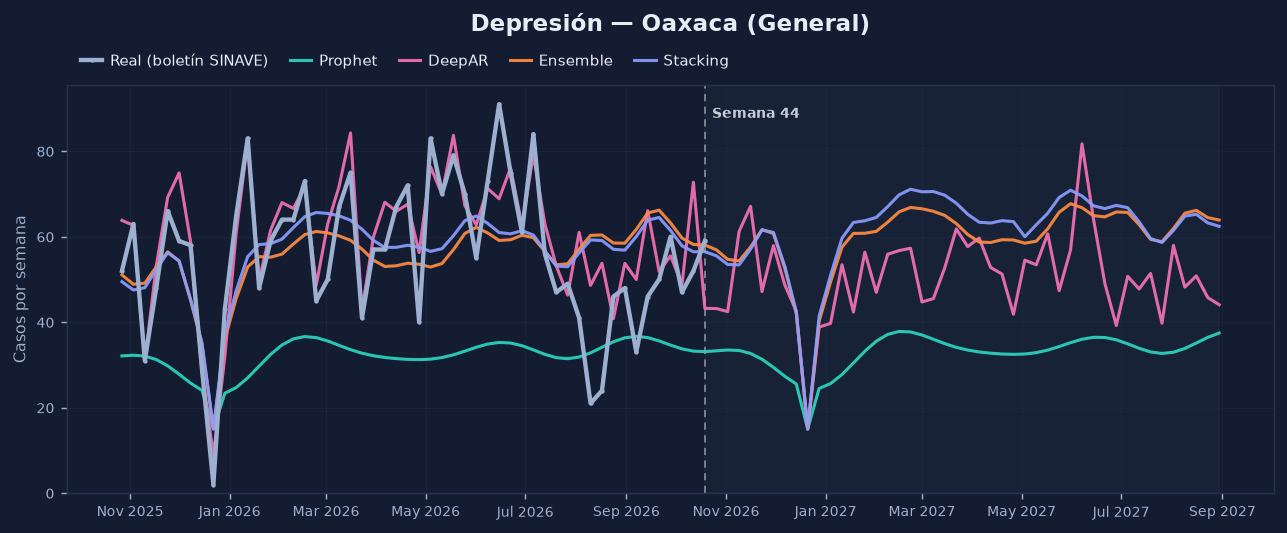 Depresión — Oaxaca (General)
Real (boletín SINAVE) Prophet DeepAR Ensemble Stacking
Semana 44
Casos por semana
80
60
40
20
0
Nov 2025 Jan 2026 Mar 2026 May 2026 Jul 2026 Sep 2026 Nov 2026 Jan 2027 Mar 2027 May 2027 Jul 2027 Sep 2027